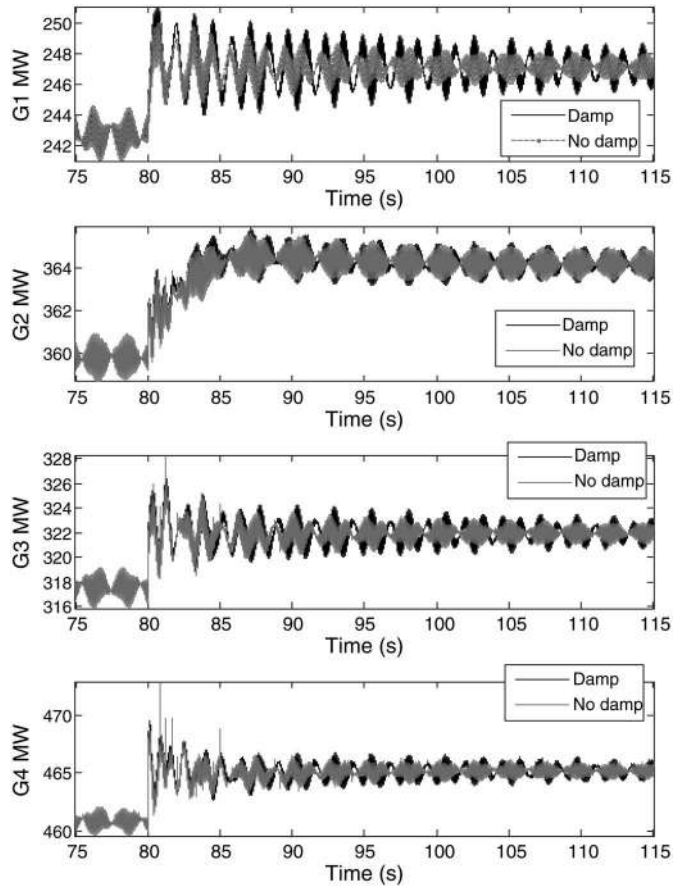 250
248
246
244
242
G1 MW
Damp
No damp
75 80 85 90 95 100 105 110 115
Time (s)
364
362
360
G2 MW
Damp
No damp
75 80 85 90 95 100 105 110 115
Time (s)
328
326
324
322
320
318
316
G3 MW
Damp
No damp
75 80 85 90 95 100 105 110 115
Time (s)
470
465
460
G4 MW
Damp
No damp
75 80 85 90 95 100 105 110 115
Time (s)